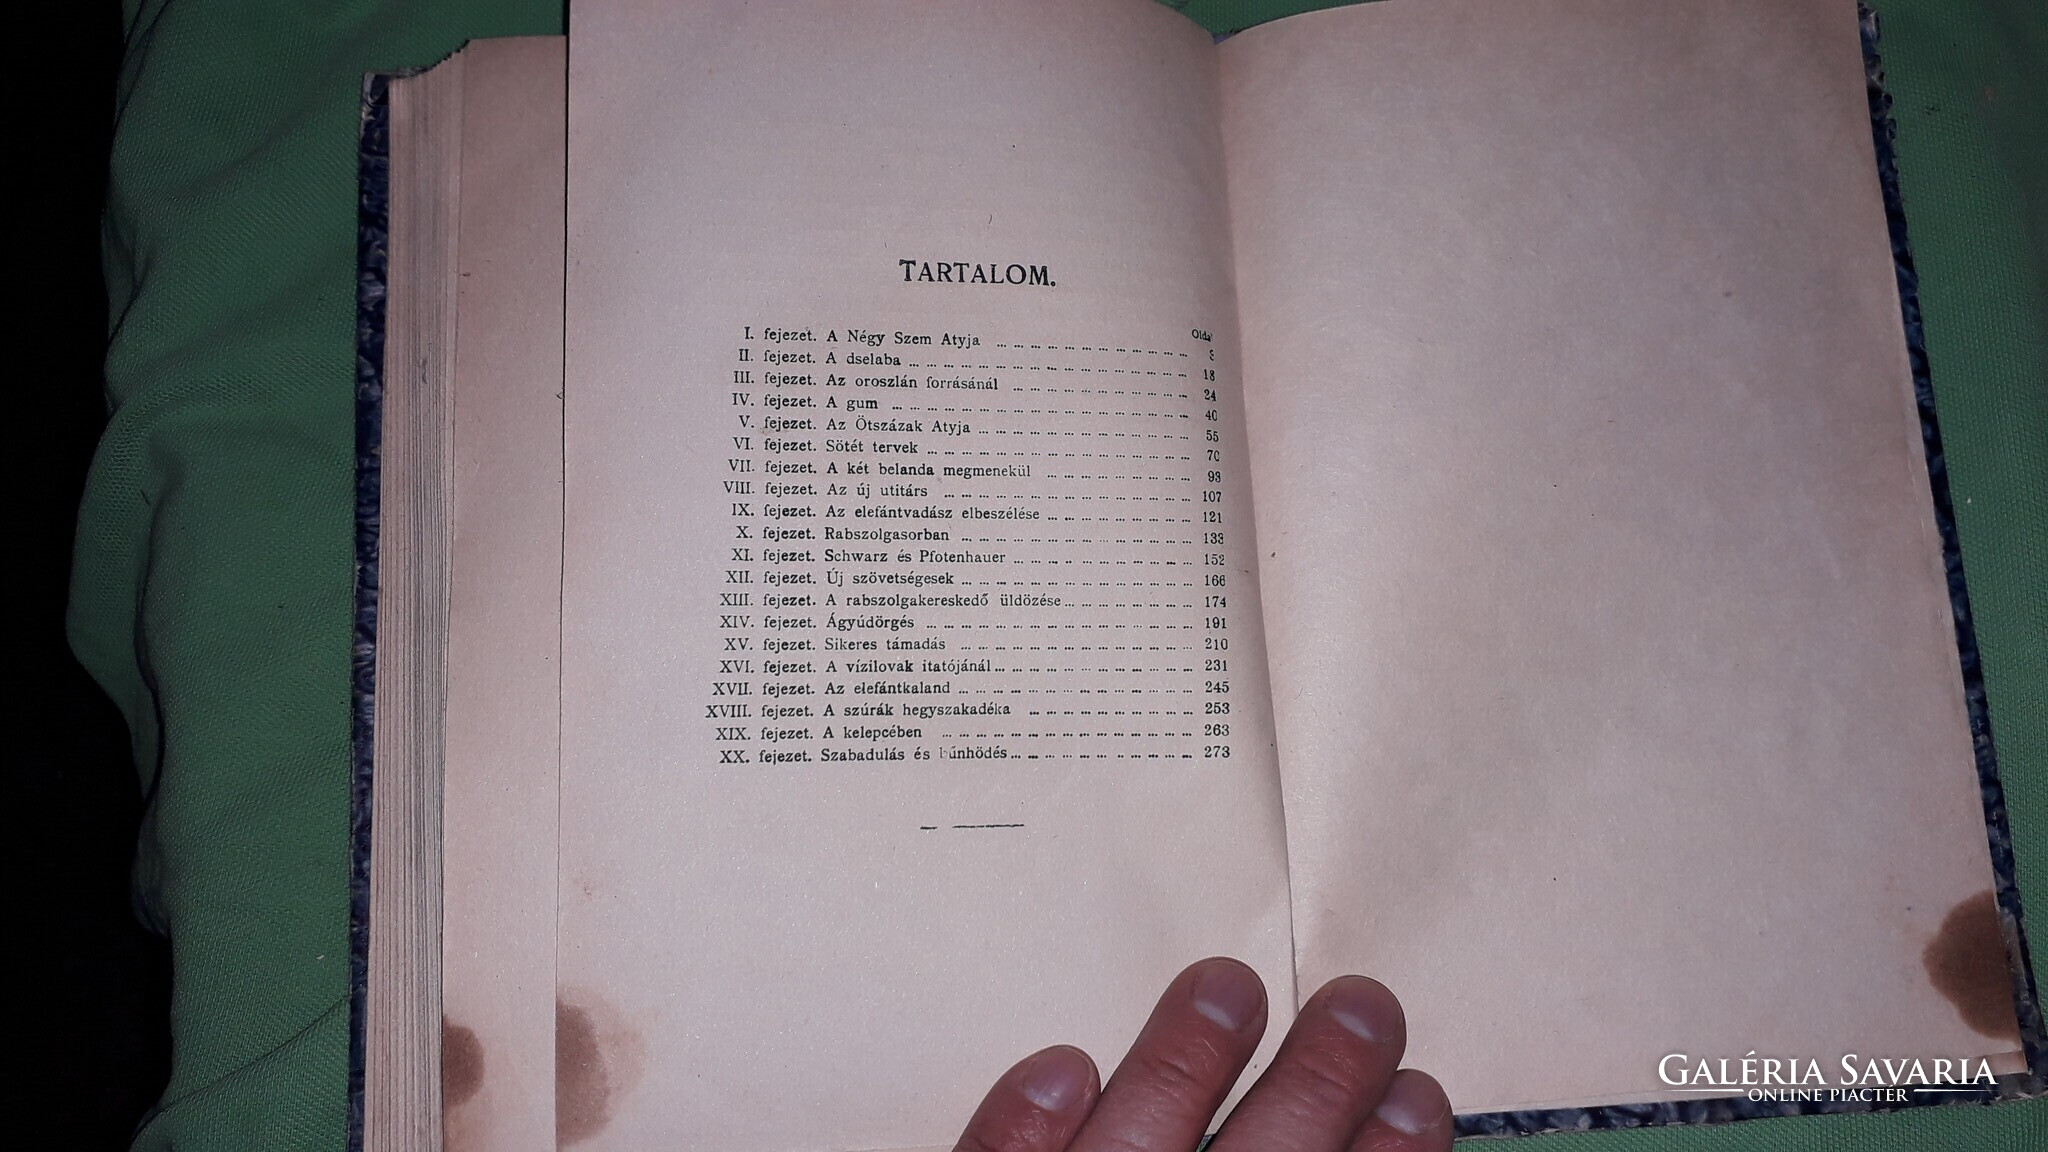 TARTALOM.
I. fejezet. A Négy Szem Atyja
II. fejezet. A dselaba 18
III. fejezet. Az oroszlán forrásánál 24
IV. fejezet. A gum 40
V. fejezet. Az Ötszázak Atyja 55
VI. fejezet. Sötét tervek 70
VII. fejezet. A két belanda megmenekül 93
VIII. fejezet. Az új utitárs 107
IX. fejezet. Az elefántvadász elbeszélése 121
X. fejezet. Rabszolgasorban 133
XI. fejezet. Schwarz és Pfotenhauer 152
XII. fejezet. Új szövetségesek 166
XIII. fejezet. A rabszolgakereskedő üldözése 174
XIV. fejezet. Ágyúdörgés 191
XV. fejezet. Sikeres támadás 210
XVI. fejezet. A vízilovak itatójánál 231
XVII. fejezet. Az elefántkaland 245
XVIII. fejezet. A szúrák hegyszakadéka 253
XIX. fejezet. A kelepcében 263
XX. fejezet. Szabadulás és bűnhödés 273
GALÉRIA SAVARIA
ONLINE PIACTÉR